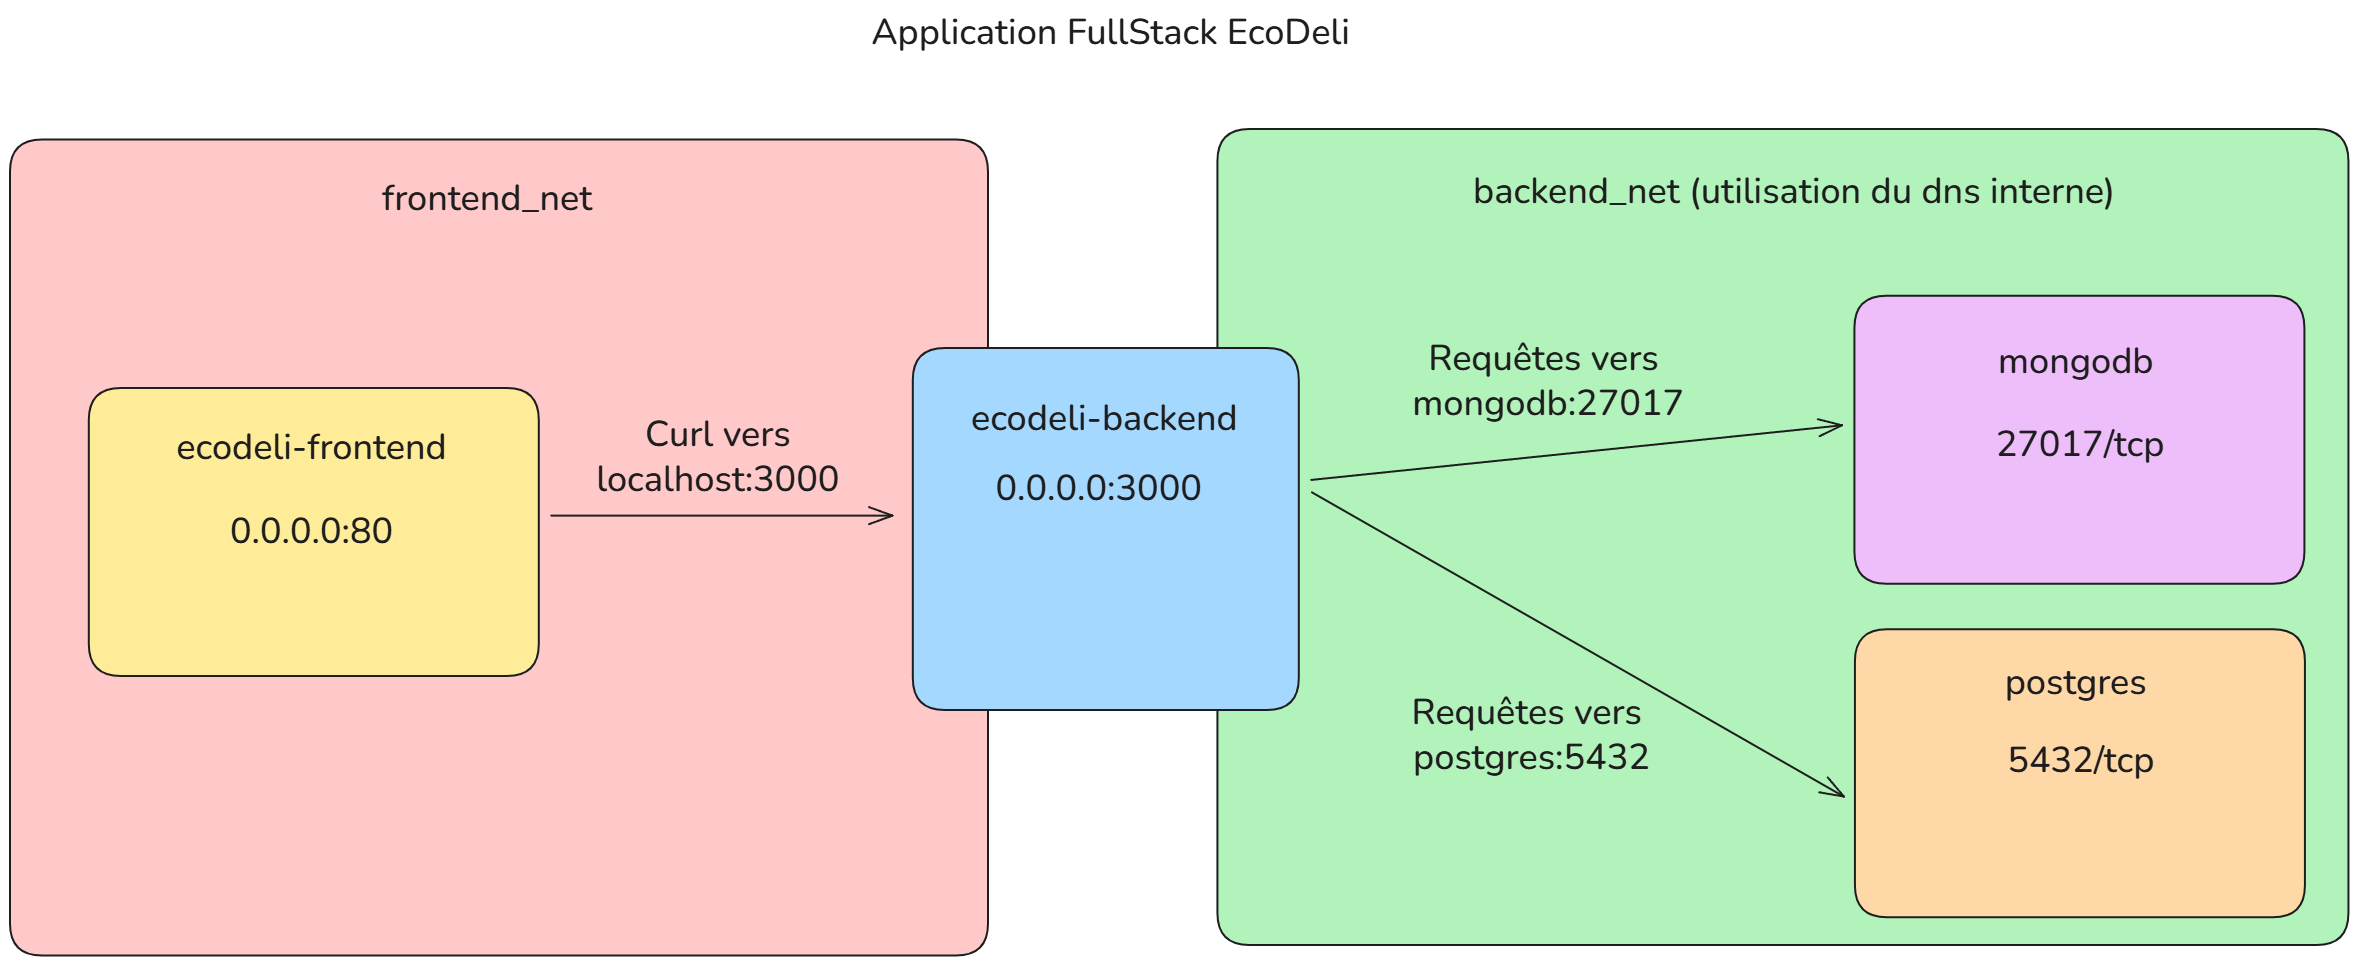 Application FullStack EcoDeli
frontend_net
ecodeli-frontend
0.0.0.0:80
Curl vers
localhost:3000
ecodeli-backend
0.0.0.0:3000
backend_net (utilisation du dns interne)
Requêtes vers
mongodb:27017
mongodb
27017/tcp
Requêtes vers
postgres:5432
postgres
5432/tcp